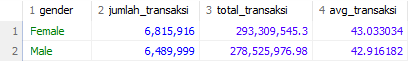 1 gender 2 jumlah_transaksi 3 total_transaksi 4 avg_transaksi
1 Female 6,815,916 293,309,545.3 43.033034
2 Male 6,489,999 278,525,976.98 42.916182